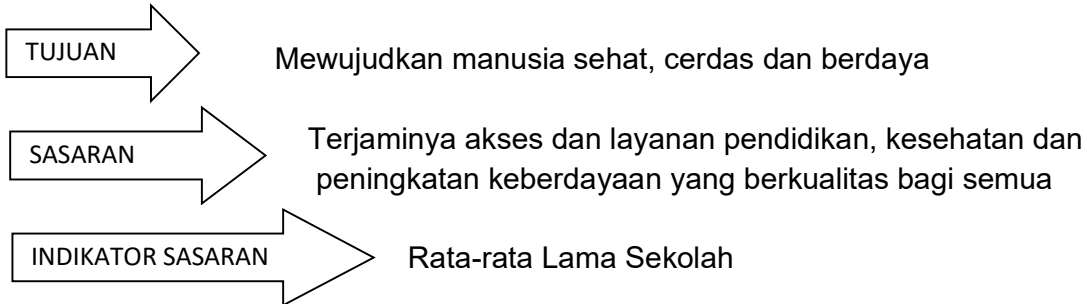 TUJUAN
Mewujudkan manusia sehat, cerdas dan berdaya
SASARAN
Terjaminya akses dan layanan pendidikan, kesehatan dan
peningkatan keberdayaan yang berkualitas bagi semua
INDIKATOR SASARAN
Rata-rata Lama Sekolah